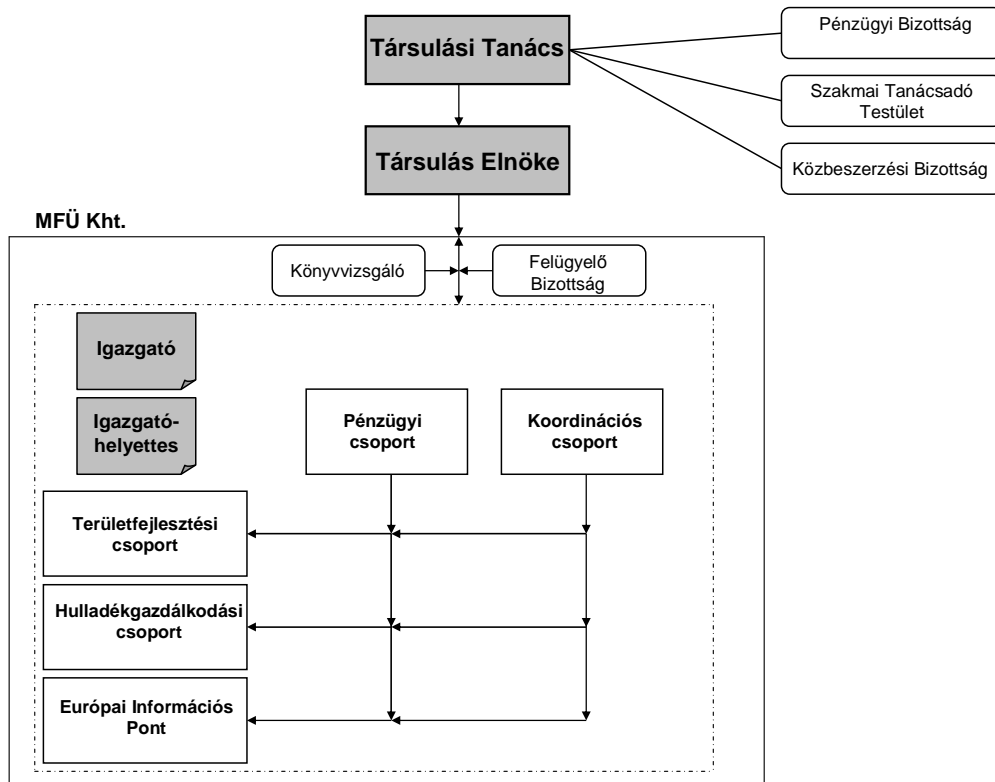 Társulási Tanács
Pénzügyi Bizottság
Szakmai Tanácsadó
Testület
Társulás Elnöke
Közbeszerzési Bizottság
MFÜ Kht.
Könyvvizsgáló
Felügyelő
Bizottság
Igazgató
Igazgató-
helyettes
Pénzügyi
csoport
Koordinációs
csoport
Területfejlesztési
csoport
Hulladékgazdálkodási
csoport
Európai Információs
Pont